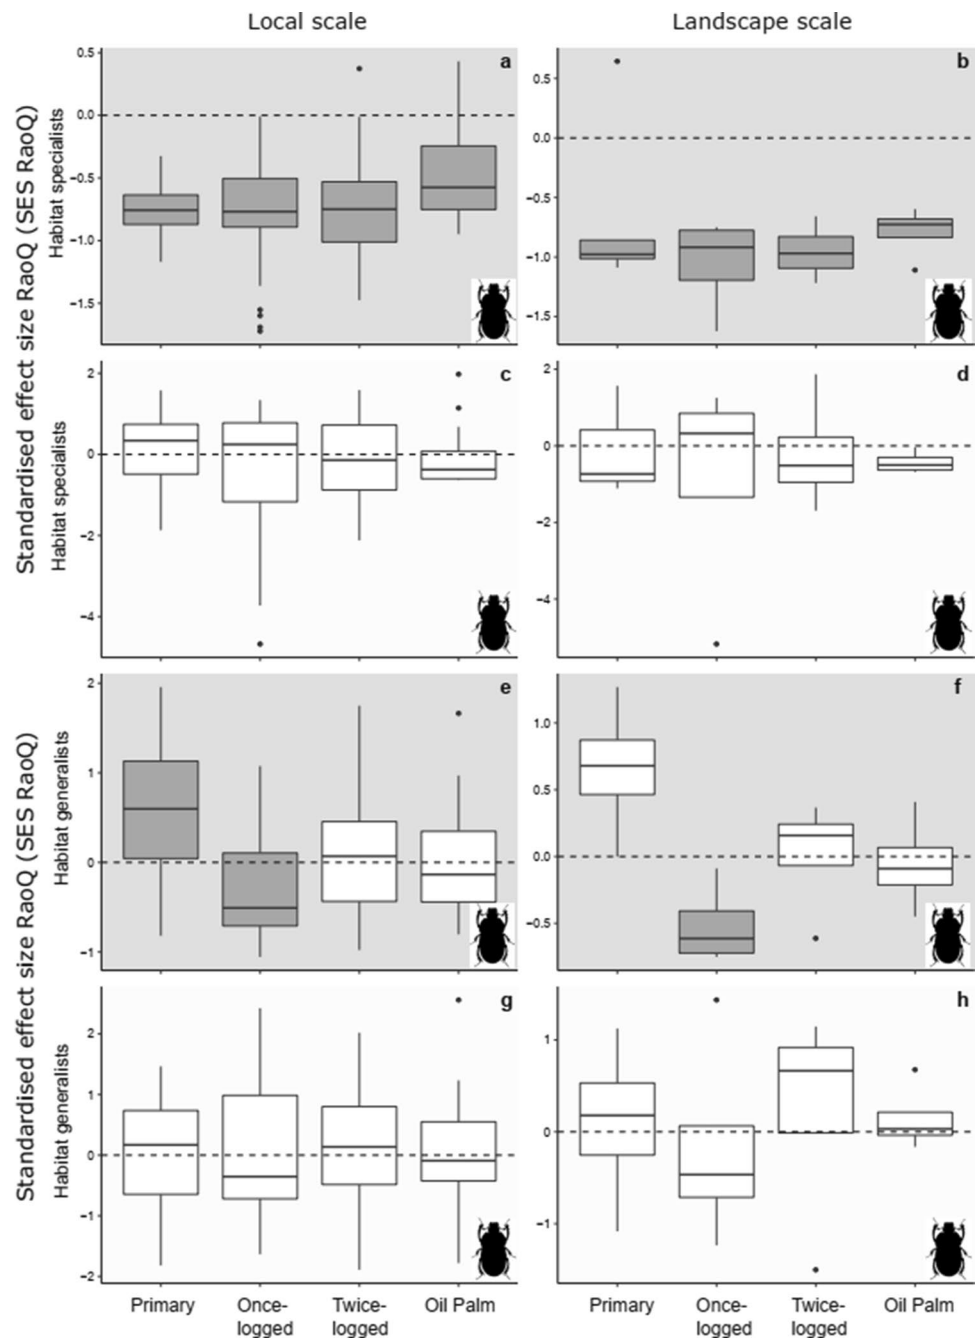 Local scale
Landscape scale
Standardised effect size RaoQ (SES RaoQ)
Habitat specialists
a
0.5
0.0
−0.5
−1.0
−1.5
b
0.5
0.0
−0.5
−1.0
−1.5
Habitat specialists
c
2
0
−2
−4
d
2
0
−2
−4
Standardised effect size RaoQ (SES RaoQ)
Habitat generalists
e
2
1
0
−1
f
1.0
0.5
0.0
−0.5
Habitat generalists
g
2
1
0
−1
−2
h
1
0
−1
Primary
Once-
logged
Twice-
logged
Oil Palm
Primary
Once-
logged
Twice-
logged
Oil Palm